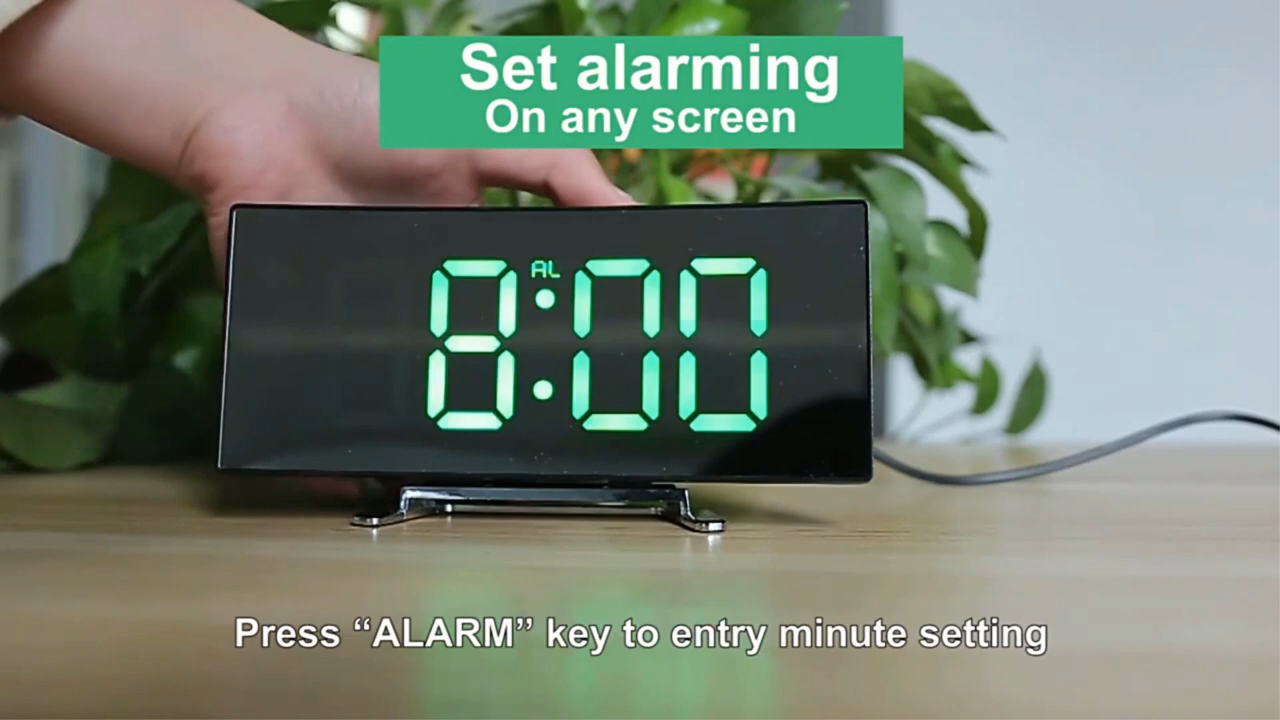 Set alarming
On any screen
AL
8:00
Press “ALARM” key to entry minute setting